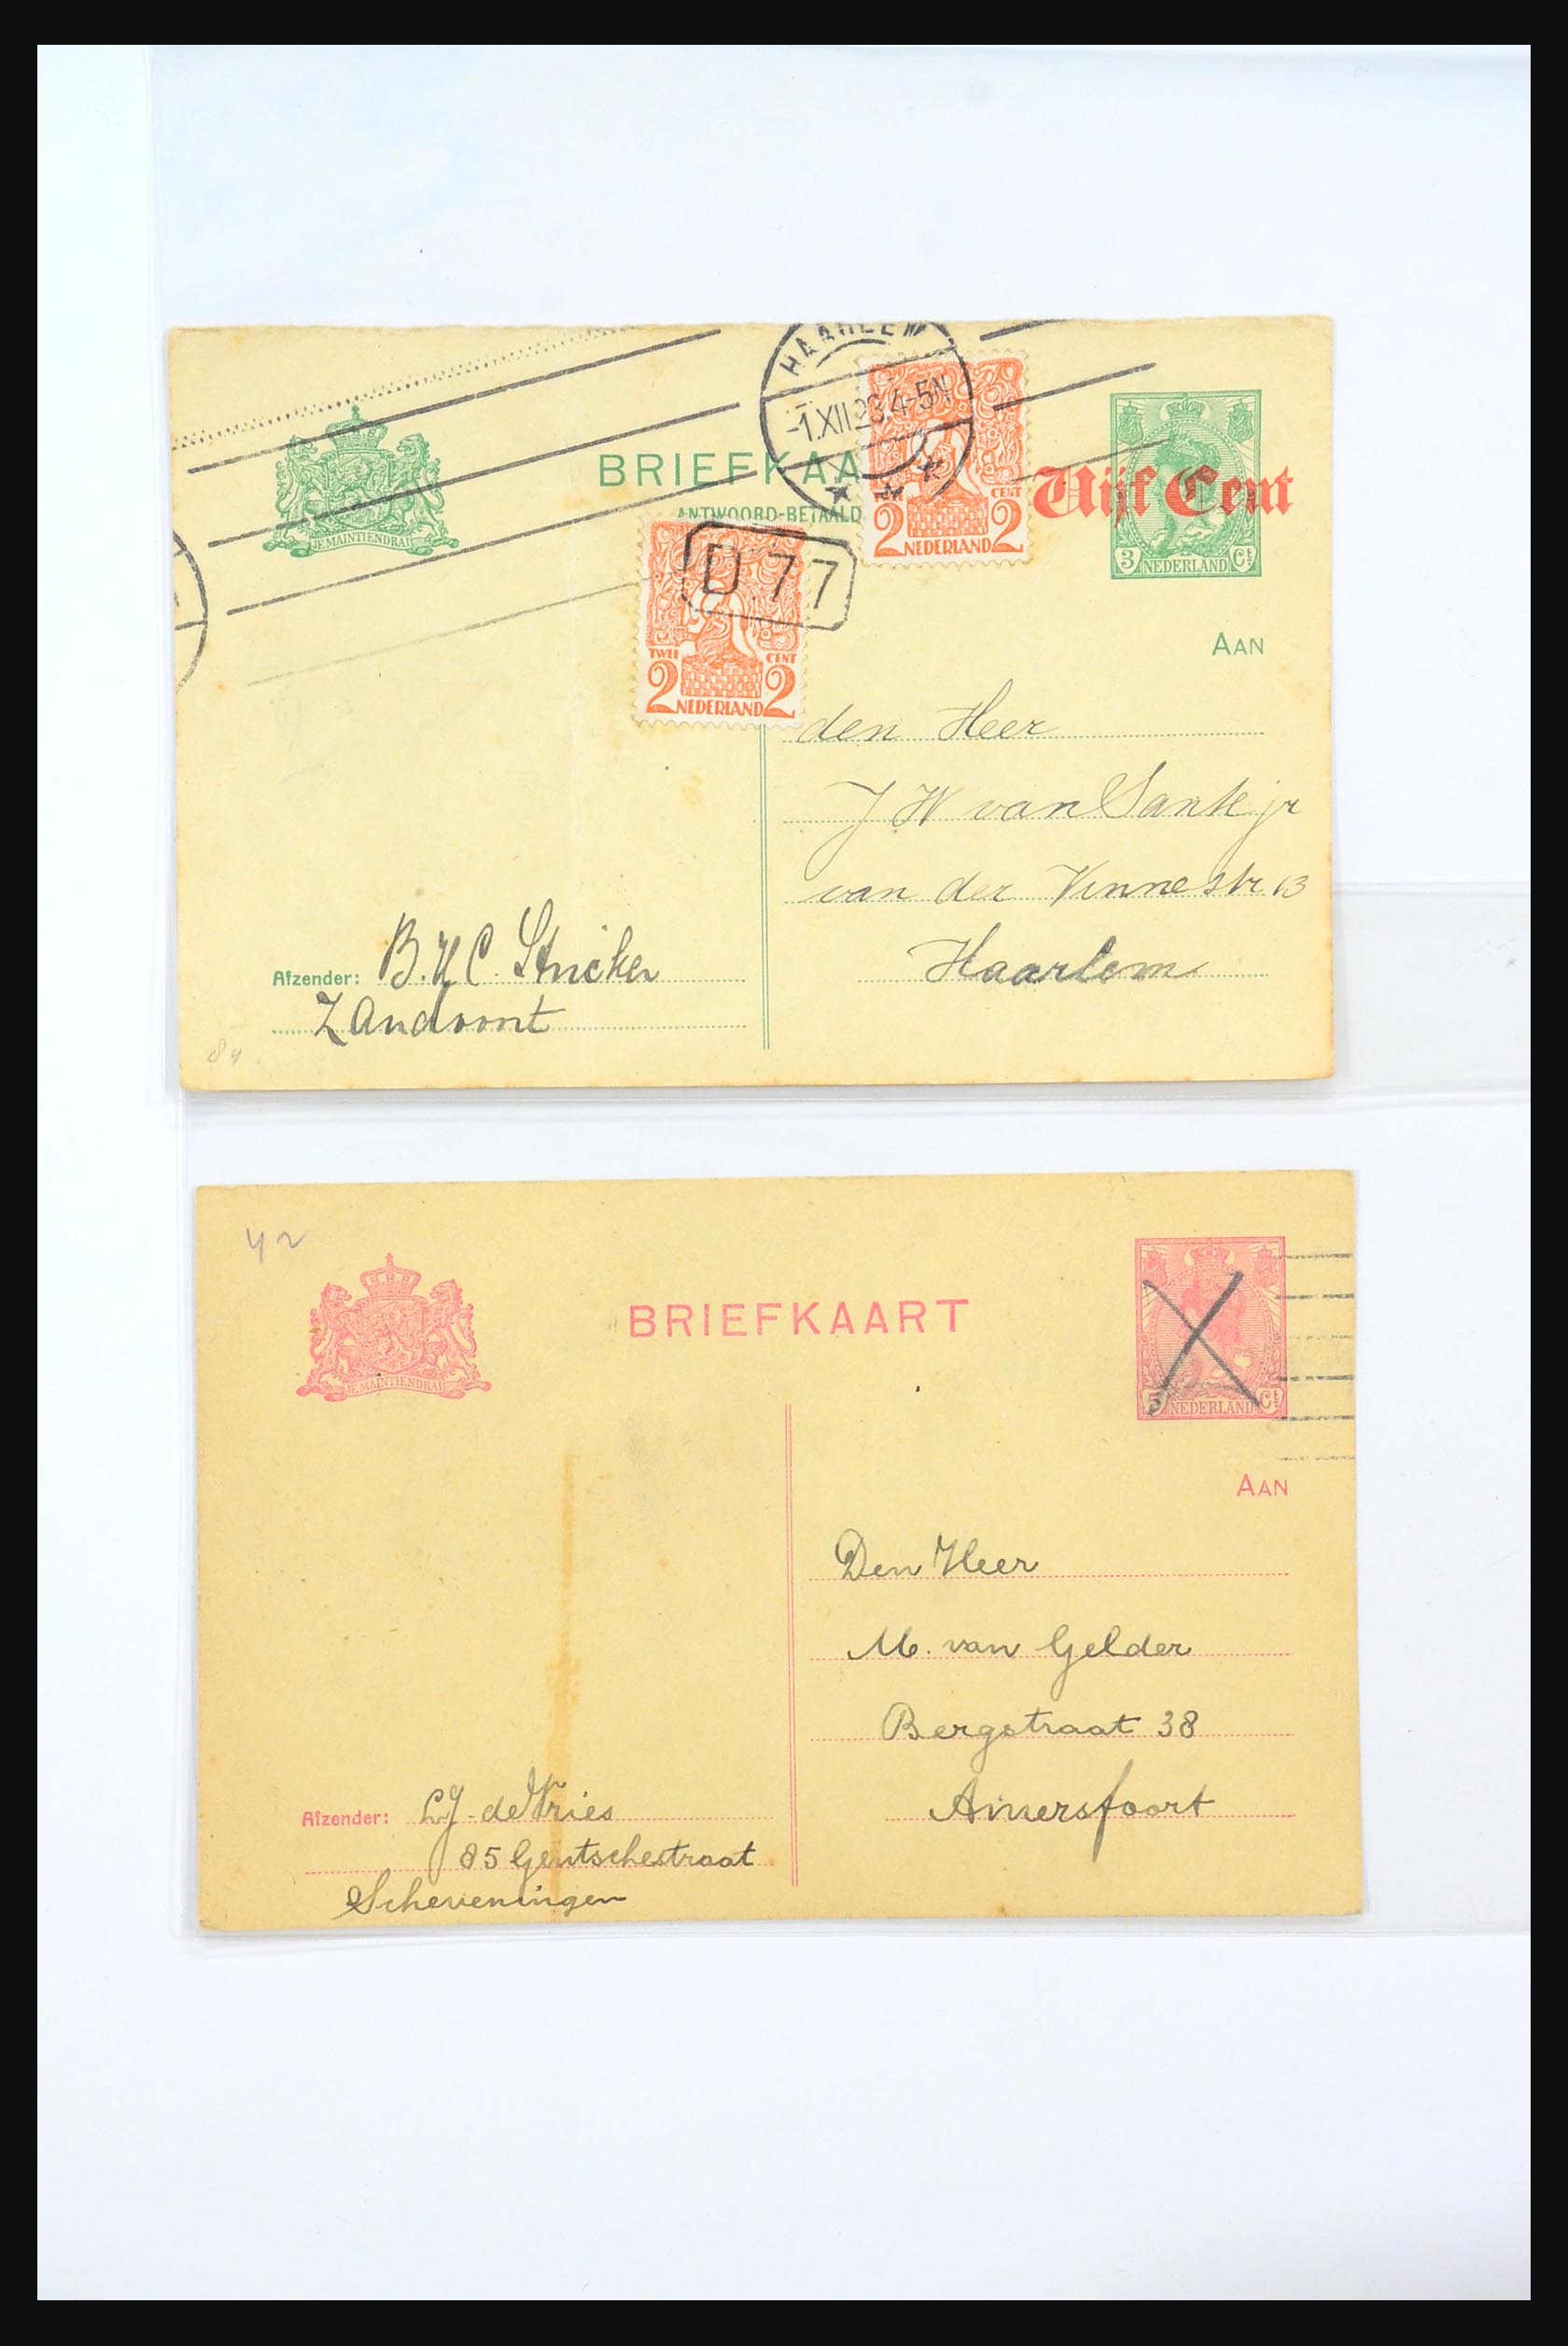 HAARLEM
-1.XII.23.4-5N
JE MAINTIENDRAI
BRIEFKAA
ANTWOORD-BETAALD
CENT
2 NEDERLAND 2
Vijf Cent
3 NEDERLAND Ct
D.77
TWEE CENT
2 NEDERLAND 2
AAN
den Heer
J W van Sante jr
van der Vinnestr 13
Haarlem
Afzender: B.H.C. Stricker
Zandvoort
84
42
JE MAINTIENDRAI
BRIEFKAART
5 NEDERLAND Ct
AAN
Den Heer
M. van Gelder
Bergstraat 38
Amersfoort
Afzender: L.J. de Vries
85 Gentschestraat
Scheveningen